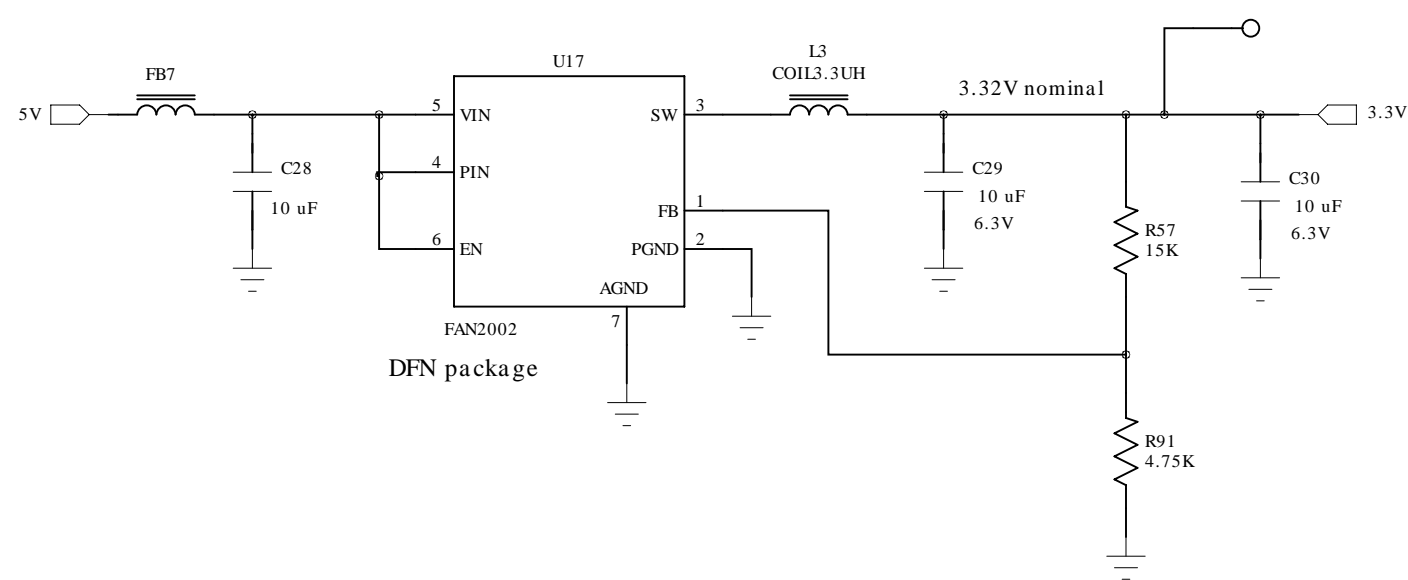 FB7
5V
C28
10 uF
U17
5
VIN
4
PIN
6
EN
SW
3
FB
1
PGND
2
AGND
7
FAN2002
DFN package
L3
COIL3.3UH
3.32V nominal
3.3V
C29
10 uF
6.3V
R57
15K
C30
10 uF
6.3V
R91
4.75K